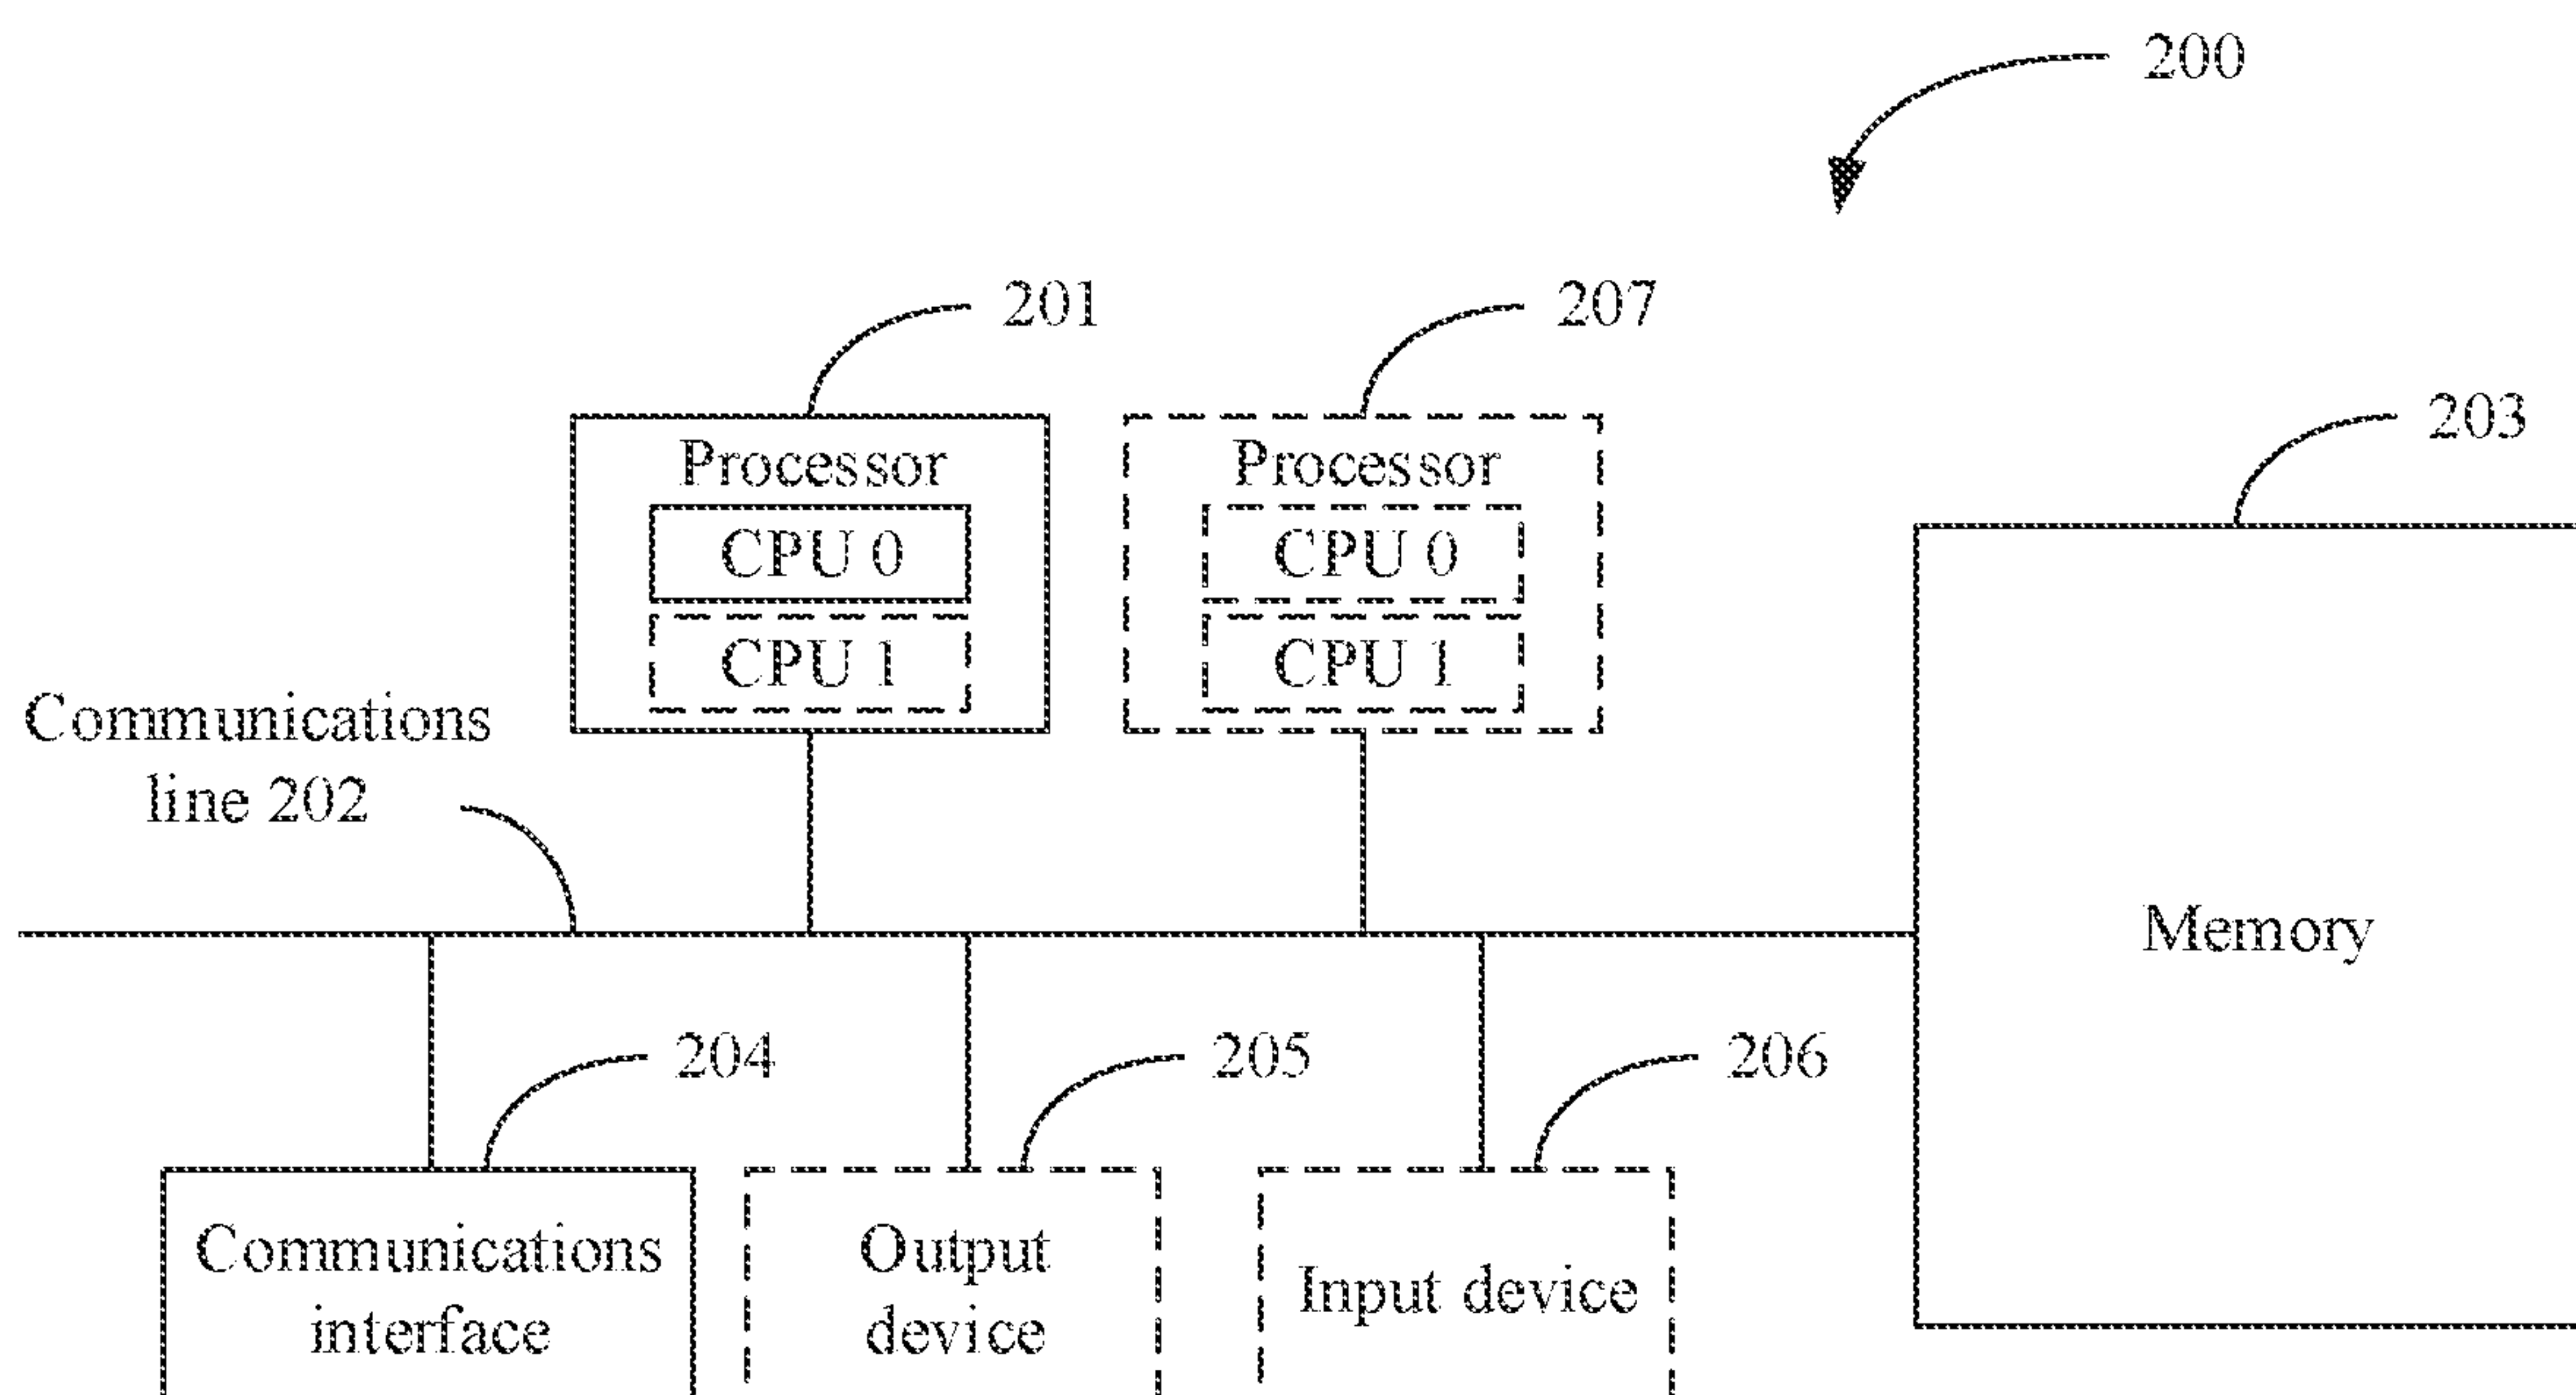 200
201
207
203
Processor
CPU 0
CPU 1
Processor
CPU 0
CPU 1
Communications
line 202
Memory
204
205
206
Communications
interface
Output
device
Input device